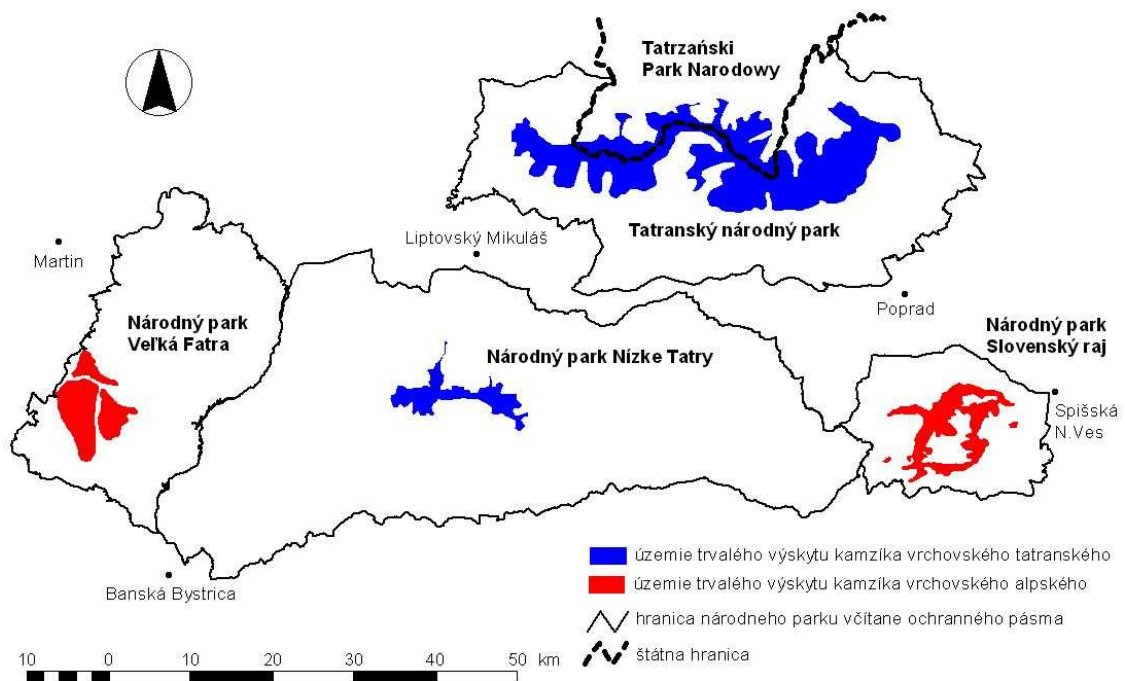 Tatrzański
Park Narodowy
Tatranský národný park
Liptovský Mikuláš
Martin
Poprad
Národný park
Veľká Fatra
Národný park Nízke Tatry
Národný park
Slovenský raj
Spišská
N.Ves
Banská Bystrica
územie trvalého výskytu kamzíka vrchovského tatranského
územie trvalého výskytu kamzíka vrchovského alpského
hranica národneho parku včítane ochranného pásma
štátna hranica
10 0 10 20 30 40 50 km